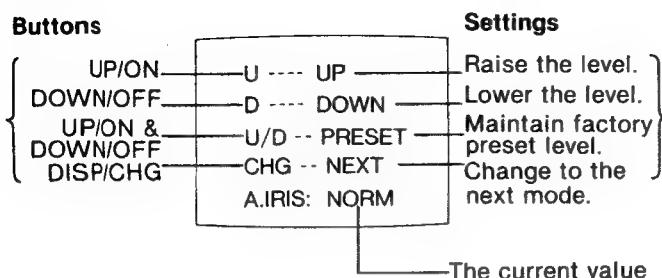 Buttons
Settings
UP/ON
U ---- UP
Raise the level.
DOWN/OFF
D ---- DOWN
Lower the level.
UP/ON &
DOWN/OFF
U/D -- PRESET
Maintain factory
preset level.
DISP/CHG
CHG -- NEXT
Change to the
next mode.
A.IRIS: NORM
The current value